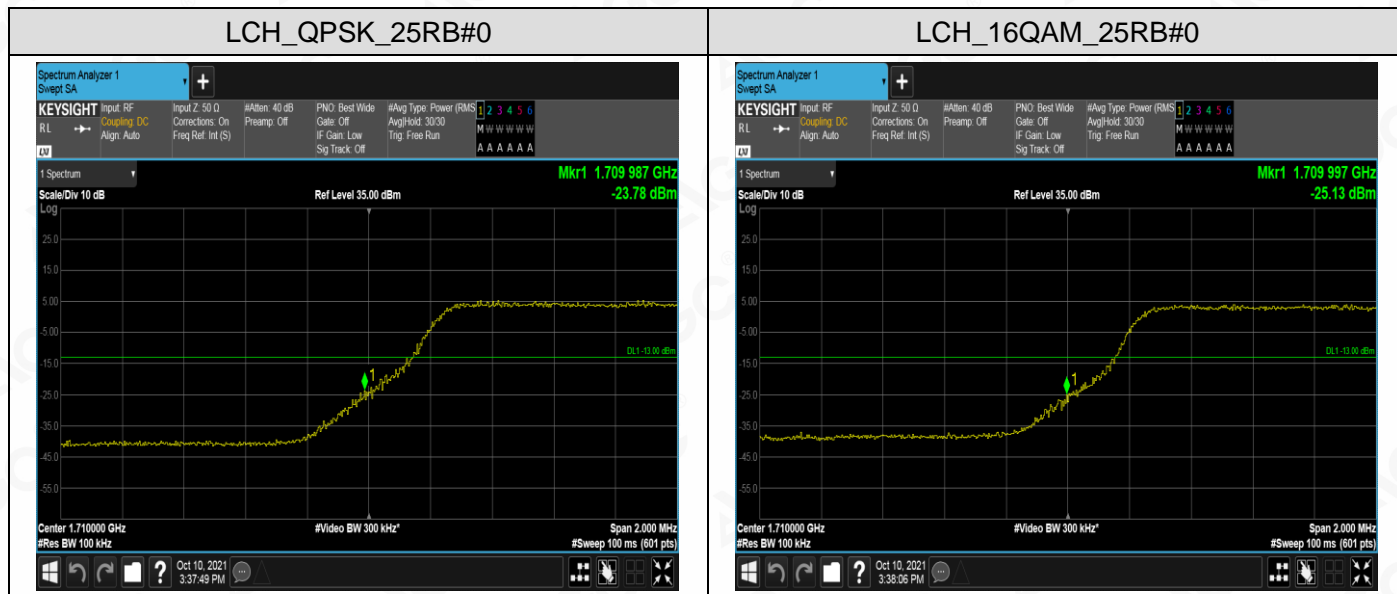 LCH_QPSK_25RB#0
Spectrum Analyzer 1
Swept SA
+
KEYSIGHT
RL
LXI
Input: RF
Coupling: DC
Align: Auto
Input Z: 50 Ω
Corrections: On
Freq Ref: Int (S)
#Atten: 40 dB
Preamp: Off
PNO: Best Wide
Gate: Off
IF Gain: Low
Sig Track: Off
#Avg Type: Power (RMS
Avg|Hold: 30/30
Trig: Free Run
1 2 3 4 5 6
M W W W W W
A A A A A A
1 Spectrum
Mkr1 1.709 987 GHz
-23.78 dBm
Scale/Div 10 dB
Ref Level 35.00 dBm
Log
25.0
15.0
5.00
-5.00
-15.0
-25.0
-35.0
-45.0
-55.0
DL1 -13.00 dBm
1
Center 1.710000 GHz
#Video BW 300 kHz*
Span 2.000 MHz
#Res BW 100 kHz
#Sweep 100 ms (601 pts)
?
Oct 10, 2021
3:37:49 PM
LCH_16QAM_25RB#0
Spectrum Analyzer 1
Swept SA
+
KEYSIGHT
RL
LXI
Input: RF
Coupling: DC
Align: Auto
Input Z: 50 Ω
Corrections: On
Freq Ref: Int (S)
#Atten: 40 dB
Preamp: Off
PNO: Best Wide
Gate: Off
IF Gain: Low
Sig Track: Off
#Avg Type: Power (RMS
Avg|Hold: 30/30
Trig: Free Run
1 2 3 4 5 6
M W W W W W
A A A A A A
1 Spectrum
Mkr1 1.709 997 GHz
-25.13 dBm
Scale/Div 10 dB
Ref Level 35.00 dBm
Log
25.0
15.0
5.00
-5.00
-15.0
-25.0
-35.0
-45.0
-55.0
DL1 -13.00 dBm
1
Center 1.710000 GHz
#Video BW 300 kHz*
Span 2.000 MHz
#Res BW 100 kHz
#Sweep 100 ms (601 pts)
?
Oct 10, 2021
3:38:06 PM